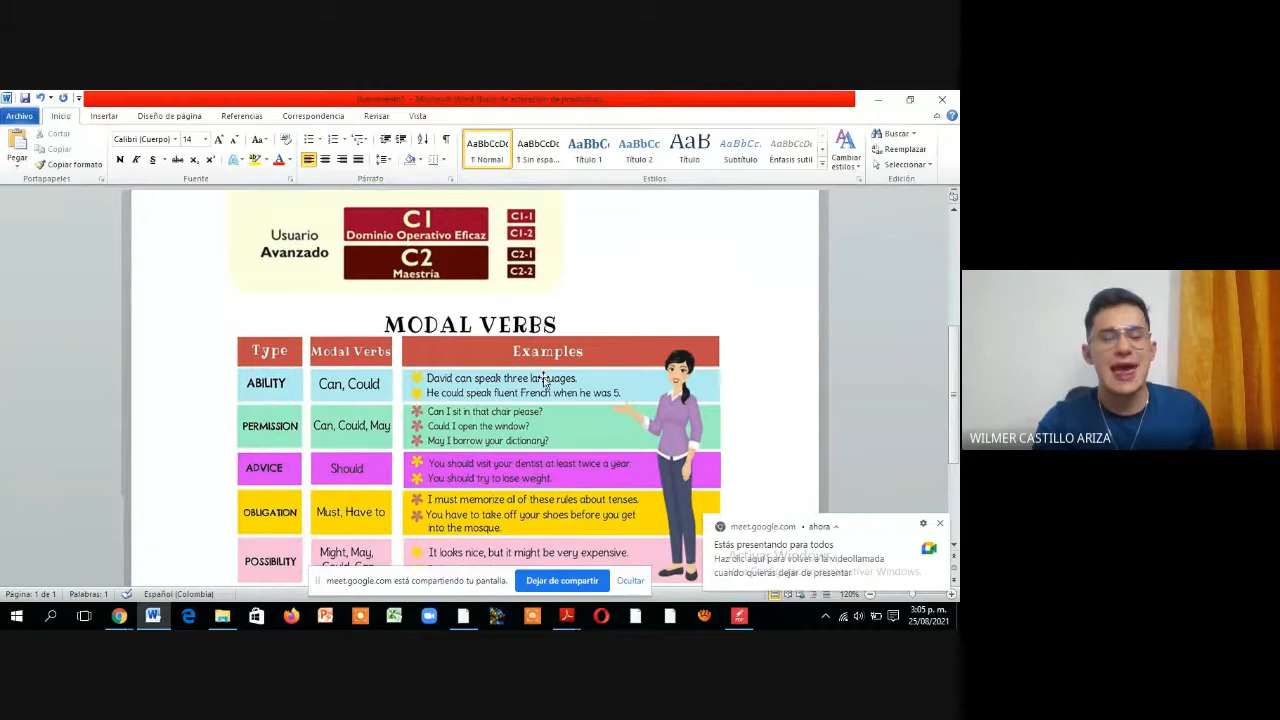 Archivo Inicio Insertar Diseño de página Referencias Correspondencia Revisar Vista
Pegar
Cortar
Copiar
Copiar formato
Portapapeles
Calibri (Cuerpo) 14
Fuente
Párrafo
AaBbCcDc AaBbCcDc AaBbC AaBbCc AaB AaBbCc. AaBbCcDc
¶ Normal ¶ Sin espa... Título 1 Título 2 Título Subtítulo Énfasis sutil
Estilos
Cambiar
estilos
Buscar
Reemplazar
Seleccionar
Edición
Usuario
Avanzado
C1
Dominio Operativo Eficaz
C1-1
C1-2
C2
Maestría
C2-1
C2-2
MODAL VERBS
Type Modal Verbs Examples
ABILITY Can, Could
David can speak three languages.
He could speak fluent French when he was 5.
PERMISSION Can, Could, May
Can I sit in that chair please?
Could I open the window?
May I borrow your dictionary?
ADVICE Should
You should visit your dentist at least twice a year.
You should try to lose weight.
OBLIGATION Must, Have to
I must memorize al of these rules about tenses.
You have to take off your shoes before you get
into the mosque.
POSSIBILITY Might, May,
It looks nice, but it might be very expensive.
meet.google.com • ahora
Estás presentando para todos
Haz clic aquí para volver a la videollamada
cuando quieras dejar de presentar.
Activar Windows
meet.google.com está compartiendo tu pantalla. Dejar de compartir Ocultar
Página: 1 de 1 Palabras: 1 Español (Colombia) 120%
3:05 p. m.
25/08/2021
WILMER CASTILLO ARIZA